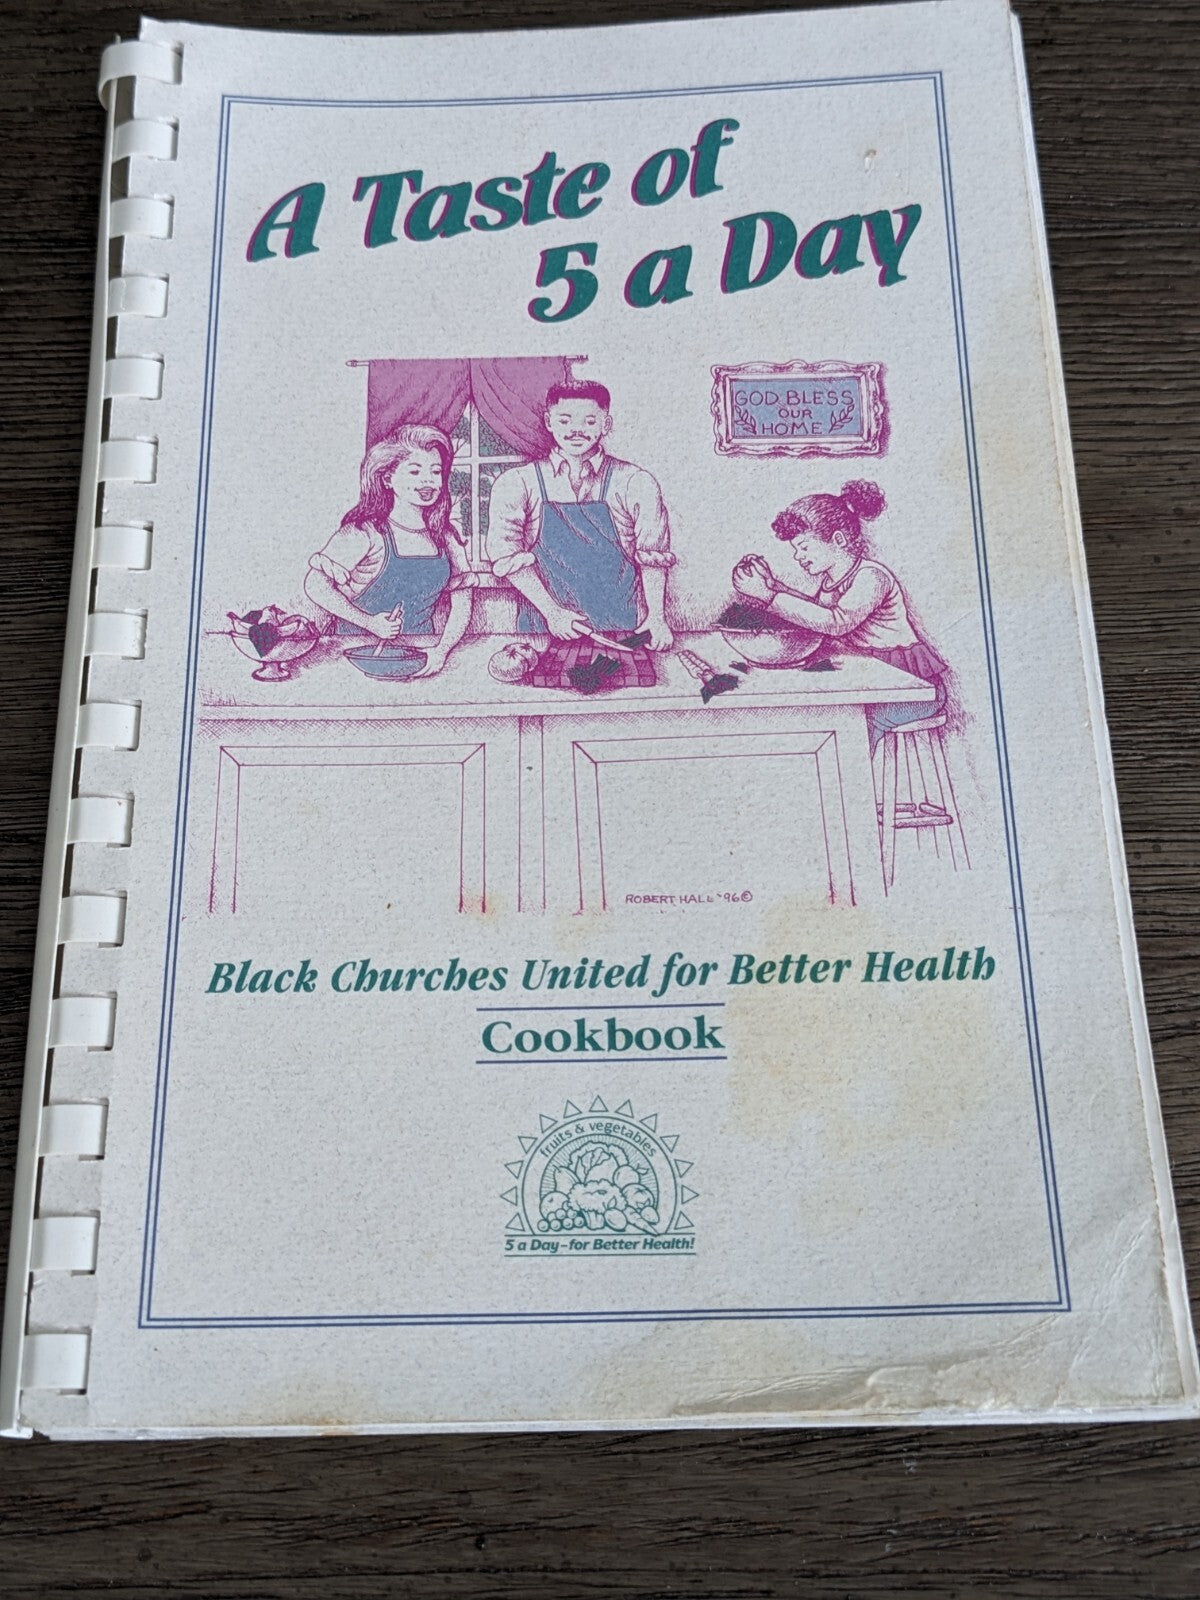 A Taste of
5 a Day
GOD BLESS
OUR
HOME
ROBERT HALL '96©
Black Churches United for Better Health
Cookbook
fruits & vegetables
5 a Day–for Better Health!